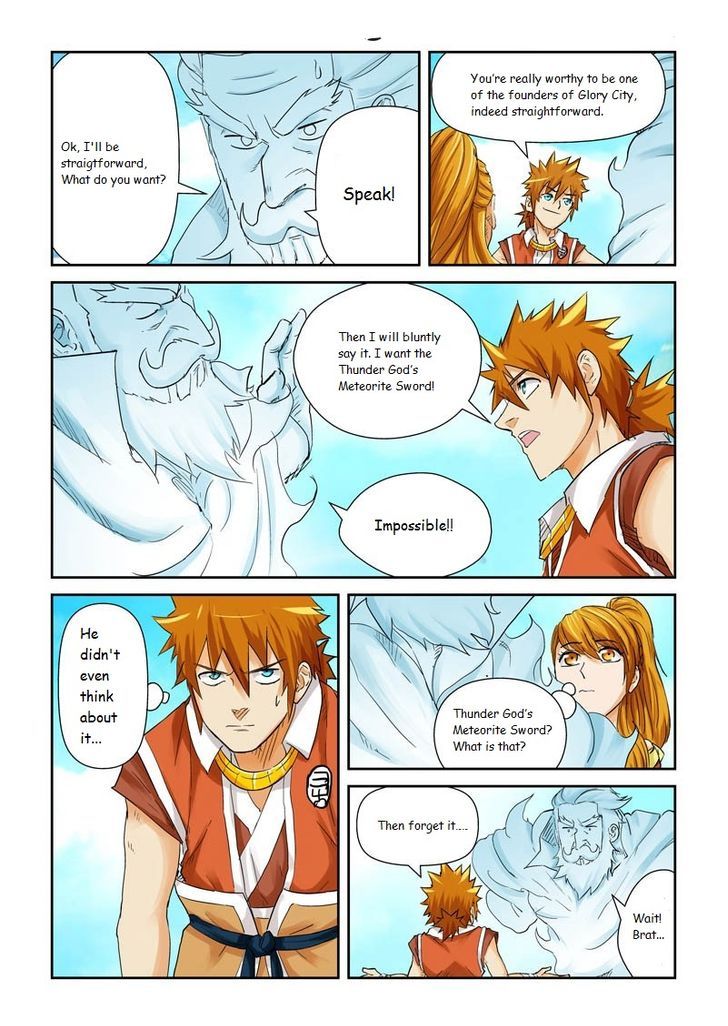 Ok, I'll be
straigtforward,
What do you want?
Speak!
You're really worthy to be one
of the founders of Glory City,
indeed straightforward.
Then I will bluntly
say it. I want the
Thunder God's
Meteorite Sword!
Impossible!!
He
didn't
even
think
about
it...
Thunder God's
Meteorite Sword?
What is that?
Then forget it....
Wait!
Brat...